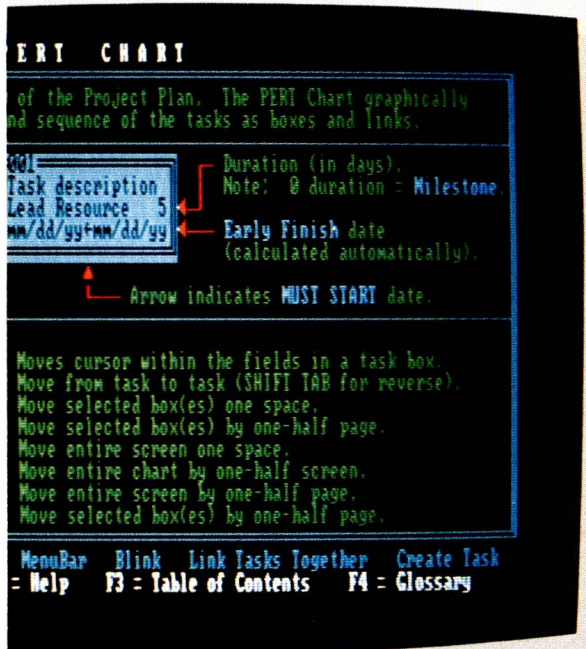 PERT CHART
of the Project Plan. The PERT Chart graphically
and sequence of the tasks as boxes and links.
Task description
Lead Resource 5
mm/dd/yy↑mm/dd/yy
Duration (in days).
Note: 0 duration = Milestone.
Early Finish date
(calculated automatically).
Arrow indicates MUST START date.
Moves cursor within the fields in a task box.
Move from task to task (SHIFT TAB for reverse).
Move selected box(es) one space.
Move selected box(es) by one-half page.
Move entire screen one space.
Move entire chart by one-half screen.
Move entire screen by one-half page.
Move selected box(es) by one-half page.
MenuBar Blink Link Tasks Together Create Task
= Help F3 = Table of Contents F4 = Glossary